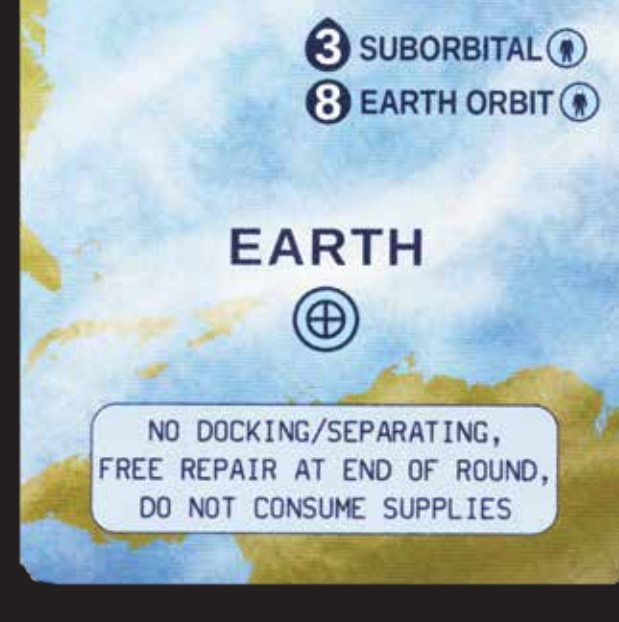 3 SUBORBITAL
8 EARTH ORBIT
EARTH
NO DOCKING/SEPARATING,
FREE REPAIR AT END OF ROUND,
DO NOT CONSUME SUPPLIES